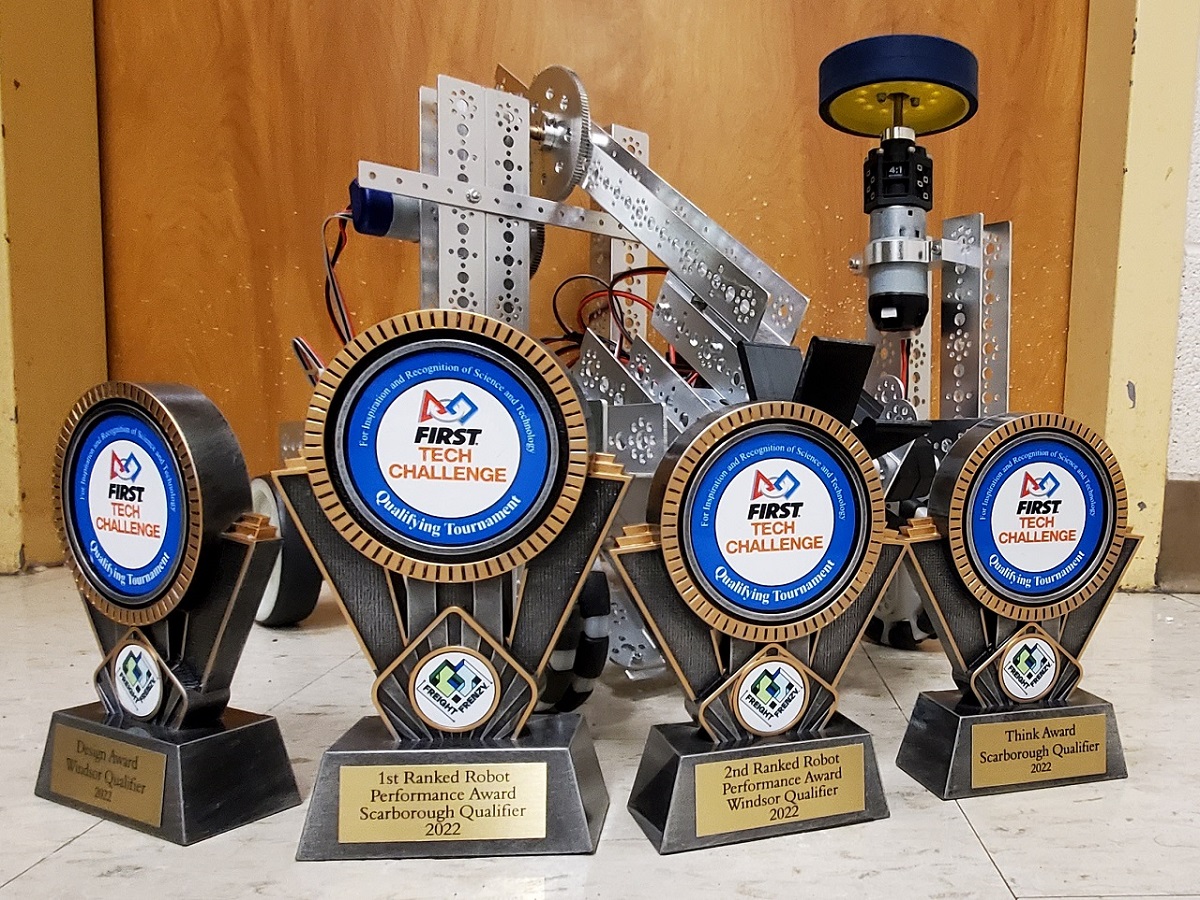 4:1
For Inspiration and Recognition of Science and Technology
FIRST
TECH
CHALLENGE
Qualifying Tournament
FREIGHT FRENZY
Design Award
Windsor Qualifier
2022
For Inspiration and Recognition of Science and Technology
FIRST
TECH
CHALLENGE
Qualifying Tournament
FREIGHT FRENZY
1st Ranked Robot
Performance Award
Scarborough Qualifier
2022
For Inspiration and Recognition of Science and Technology
FIRST
TECH
CHALLENGE
Qualifying Tournament
FREIGHT FRENZY
2nd Ranked Robot
Performance Award
Windsor Qualifier
2022
For Inspiration and Recognition of Science and Technology
FIRST
TECH
CHALLENGE
Qualifying Tournament
FREIGHT FRENZY
Think Award
Scarborough Qualifier
2022